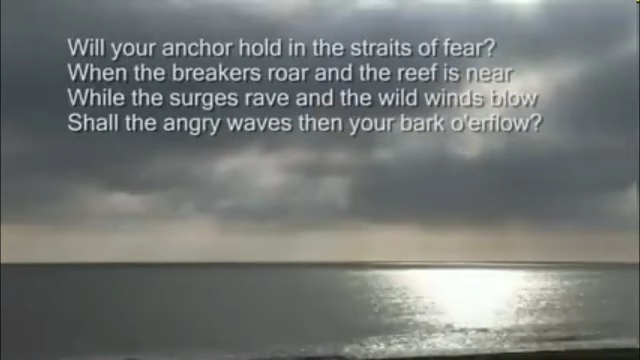 Will your anchor hold in the straits of fear?
When the breakers roar and the reef is near
While the surges rave and the wild winds blow
Shall the angry waves then your bark o'erflow?